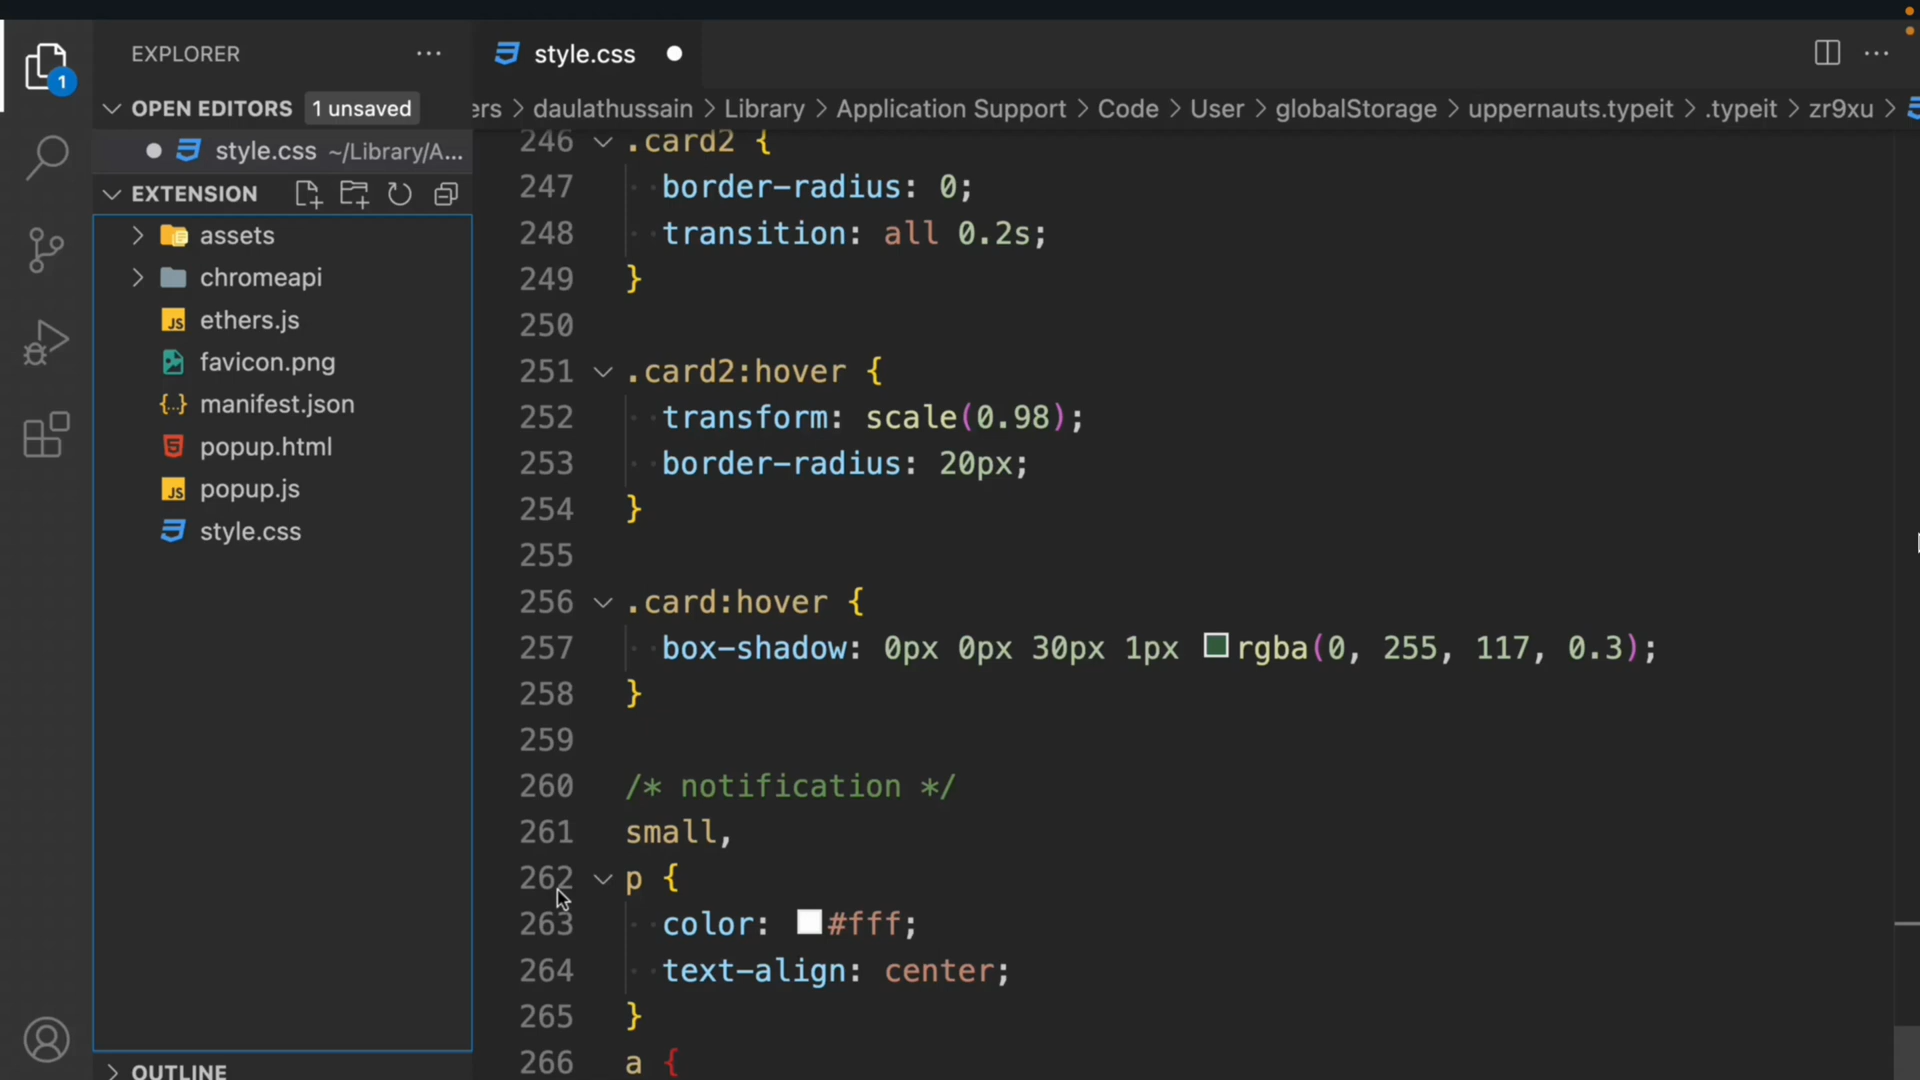 EXPLORER
OPEN EDITORS 1 unsaved
style.css ~/Library/A...
EXTENSION
assets
chromeapi
ethers.js
favicon.png
manifest.json
popup.html
popup.js
style.css
OUTLINE
1
style.css
ers > daulathussain > Library > Application Support > Code > User > globalStorage > uppernauts.typeit > .typeit > zr9xu >
246 .card2 {
247 border-radius: 0;
248 transition: all 0.2s;
249 }
250
251 .card2:hover {
252 transform: scale(0.98);
253 border-radius: 20px;
254 }
255
256 .card:hover {
257 box-shadow: 0px 0px 30px 1px rgba(0, 255, 117, 0.3);
258 }
259
260 /* notification */
261 small,
262 p {
263 color: #fff;
264 text-align: center;
265 }
266 a {